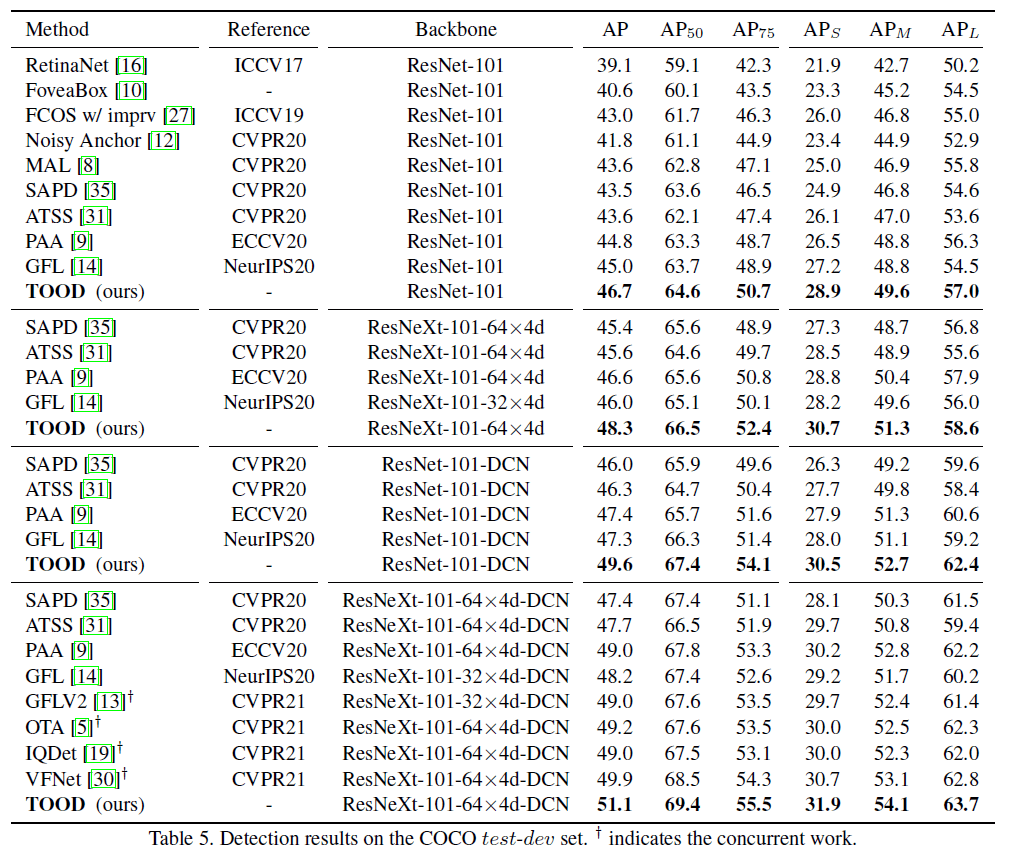 Method Reference Backbone AP AP50 AP75 APS APM APL
RetinaNet [16] ICCV17 ResNet-101 39.1 59.1 42.3 21.9 42.7 50.2
FoveaBox [10] - ResNet-101 40.6 60.1 43.5 23.3 45.2 54.5
FCOS w/ imprv [27] ICCV19 ResNet-101 43.0 61.7 46.3 26.0 46.8 55.0
Noisy Anchor [12] CVPR20 ResNet-101 41.8 61.1 44.9 23.4 44.9 52.9
MAL [8] CVPR20 ResNet-101 43.6 62.8 47.1 25.0 46.9 55.8
SAPD [35] CVPR20 ResNet-101 43.5 63.6 46.5 24.9 46.8 54.6
ATSS [31] CVPR20 ResNet-101 43.6 62.1 47.4 26.1 47.0 53.6
PAA [9] ECCV20 ResNet-101 44.8 63.3 48.7 26.5 48.8 56.3
GFL [14] NeurIPS20 ResNet-101 45.0 63.7 48.9 27.2 48.8 54.5
TOOD (ours) - ResNet-101 46.7 64.6 50.7 28.9 49.6 57.0
SAPD [35] CVPR20 ResNeXt-101-64×4d 45.4 65.6 48.9 27.3 48.7 56.8
ATSS [31] CVPR20 ResNeXt-101-64×4d 45.6 64.6 49.7 28.5 48.9 55.6
PAA [9] ECCV20 ResNeXt-101-64×4d 46.6 65.6 50.8 28.8 50.4 57.9
GFL [14] NeurIPS20 ResNeXt-101-32×4d 46.0 65.1 50.1 28.2 49.6 56.0
TOOD (ours) - ResNeXt-101-64×4d 48.3 66.5 52.4 30.7 51.3 58.6
SAPD [35] CVPR20 ResNet-101-DCN 46.0 65.9 49.6 26.3 49.2 59.6
ATSS [31] CVPR20 ResNet-101-DCN 46.3 64.7 50.4 27.7 49.8 58.4
PAA [9] ECCV20 ResNet-101-DCN 47.4 65.7 51.6 27.9 51.3 60.6
GFL [14] NeurIPS20 ResNet-101-DCN 47.3 66.3 51.4 28.0 51.1 59.2
TOOD (ours) - ResNet-101-DCN 49.6 67.4 54.1 30.5 52.7 62.4
SAPD [35] CVPR20 ResNeXt-101-64×4d-DCN 47.4 67.4 51.1 28.1 50.3 61.5
ATSS [31] CVPR20 ResNeXt-101-64×4d-DCN 47.7 66.5 51.9 29.7 50.8 59.4
PAA [9] ECCV20 ResNeXt-101-64×4d-DCN 49.0 67.8 53.3 30.2 52.8 62.2
GFL [14] NeurIPS20 ResNeXt-101-32×4d-DCN 48.2 67.4 52.6 29.2 51.7 60.2
GFLV2 [13]† CVPR21 ResNeXt-101-32×4d-DCN 49.0 67.6 53.5 29.7 52.4 61.4
OTA [5]† CVPR21 ResNeXt-101-64×4d-DCN 49.2 67.6 53.5 30.0 52.5 62.3
IQDet [19]† CVPR21 ResNeXt-101-64×4d-DCN 49.0 67.5 53.1 30.0 52.3 62.0
VFNet [30]† CVPR21 ResNeXt-101-64×4d-DCN 49.9 68.5 54.3 30.7 53.1 62.8
TOOD (ours) - ResNeXt-101-64×4d-DCN 51.1 69.4 55.5 31.9 54.1 63.7
Table 5. Detection results on the COCO test-dev set. † indicates the concurrent work.